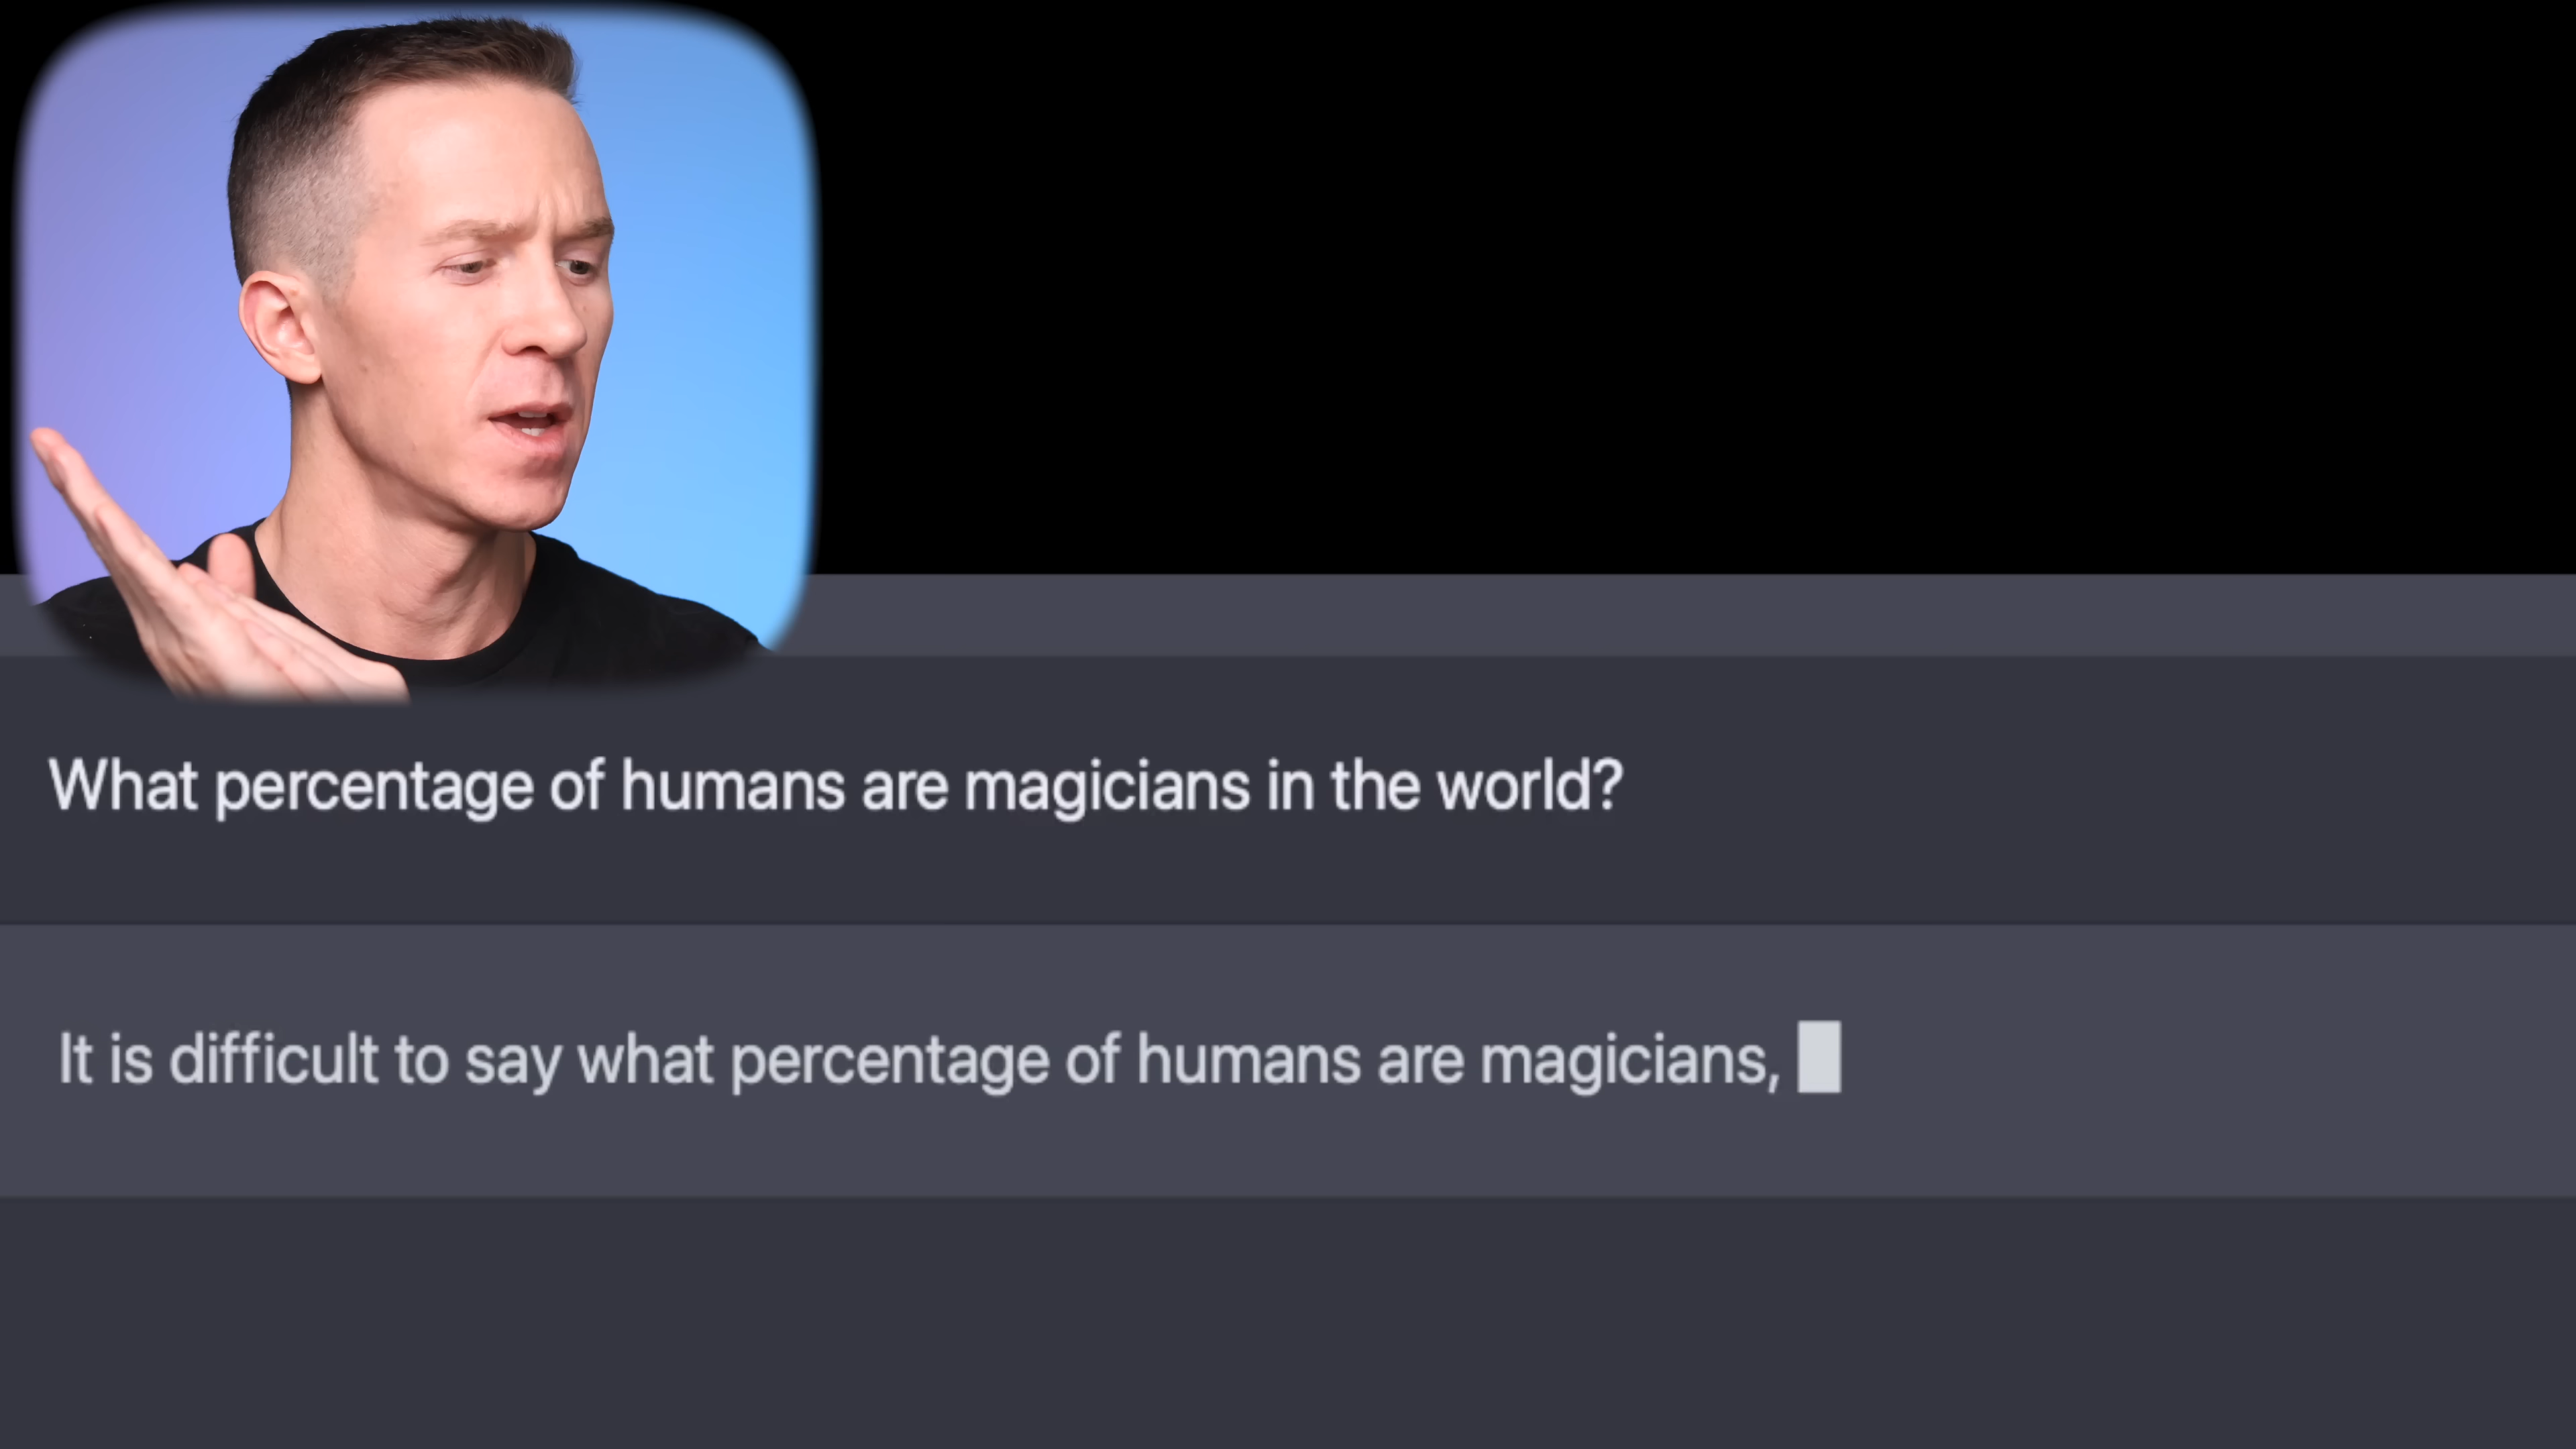 What percentage of humans are magicians in the world?
It is difficult to say what percentage of humans are magicians,